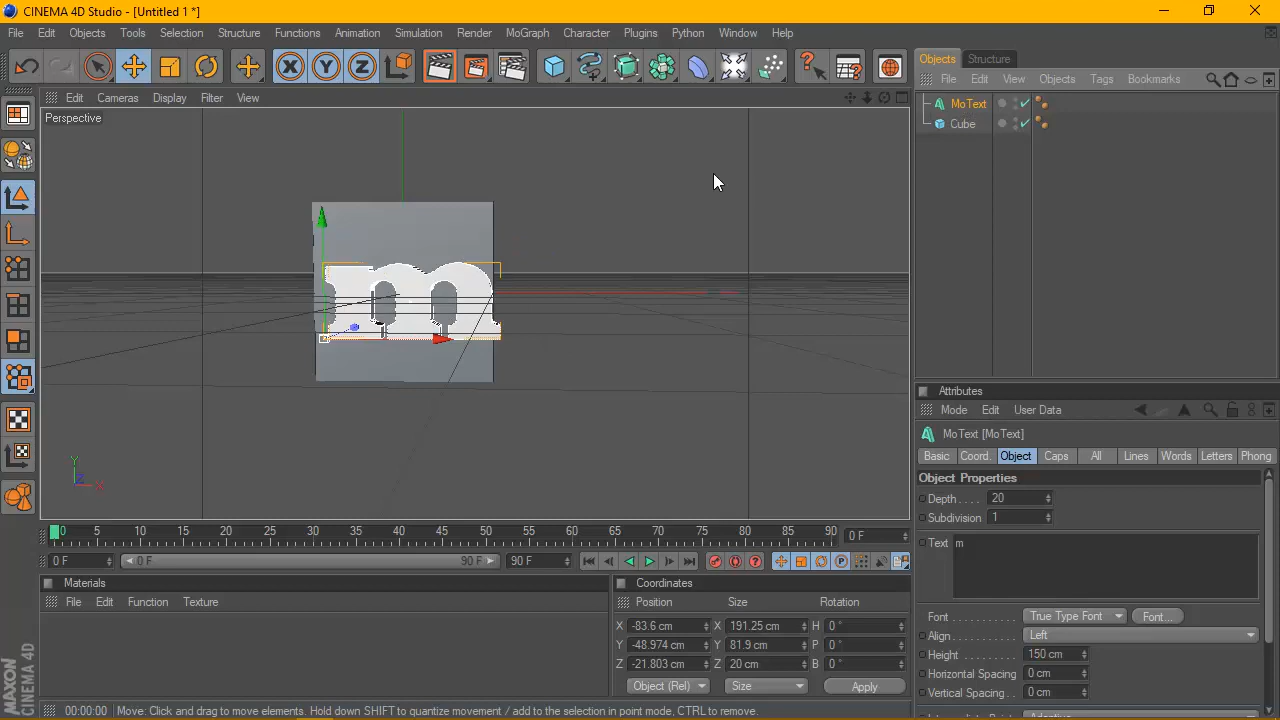 CINEMA 4D Studio - [Untitled 1 *]
File Edit Objects Tools Selection Structure Functions Animation Simulation Render MoGraph Character Plugins Python Window Help
X Y Z
Objects Structure
File Edit View Objects Tags Bookmarks
Edit Cameras Display Filter View
Perspective
MoText
Cube
Y
X
Attributes
Mode Edit User Data
MoText [MoText]
Basic Coord. Object Caps All Lines Words Letters Phong
Object Properties
Depth . . . . 20
Subdivision 1
Text m
Font . . . . . . . . . . . True Type Font Font...
Align . . . . . . . . . . . Left
Height . . . . . . . . . 150 cm
Horizontal Spacing 0 cm
Vertical Spacing . . 0 cm
0 5 10 15 20 25 30 35 40 45 50 55 60 65 70 75 80 85 90 0 F
0 F 0 F 90 F 90 F
Materials
File Edit Function Texture
Coordinates
Position Size Rotation
X -83.6 cm X 191.25 cm H 0 °
Y -48.974 cm Y 81.9 cm P 0 °
Z -21.803 cm Z 20 cm B 0 °
Object (Rel) Size Apply
MAXON
CINEMA 4D
00:00:00 Move: Click and drag to move elements. Hold down SHIFT to quantize movement / add to the selection in point mode, CTRL to remove.